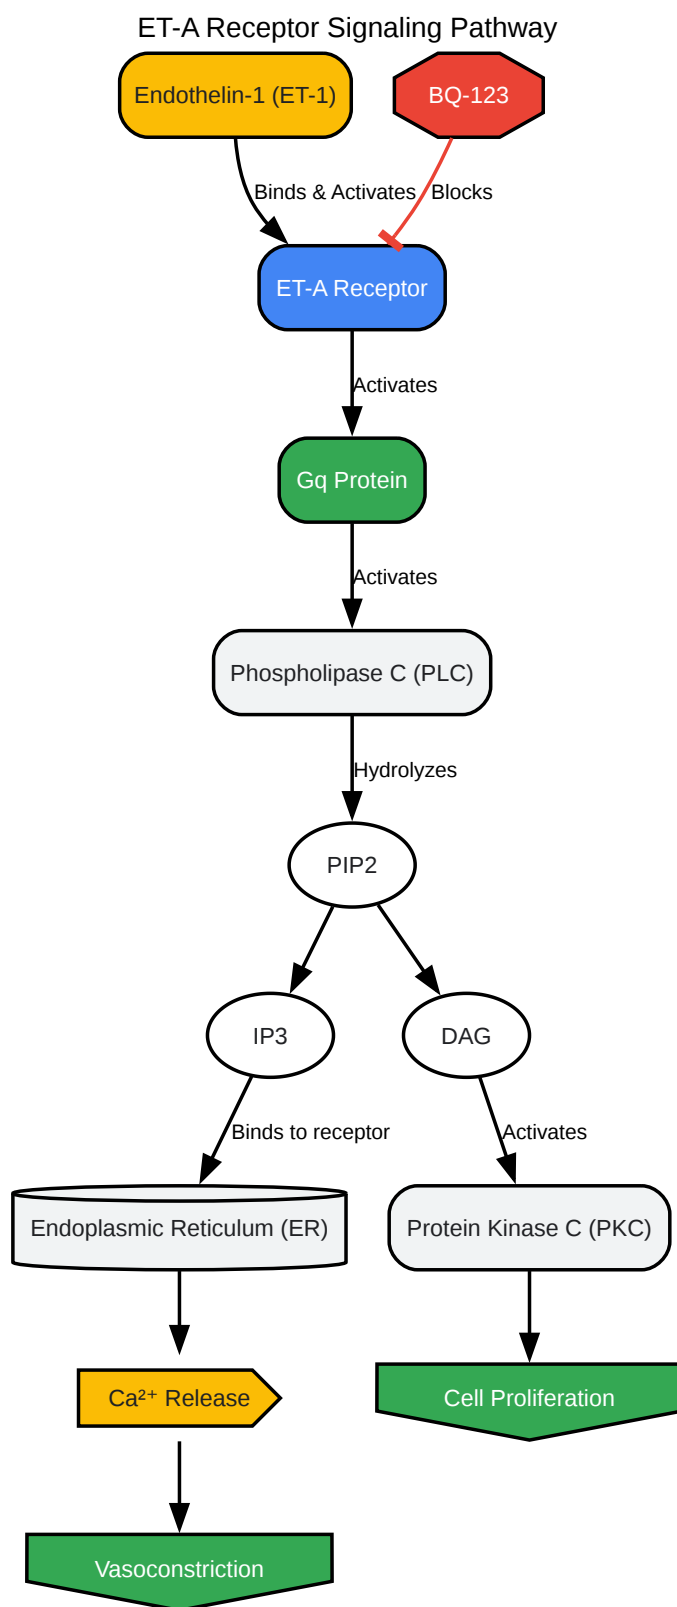 ET-A Receptor Signaling Pathway
Endothelin-1 (ET-1)
BQ-123
Binds & Activates
Blocks
ET-A Receptor
Activates
Gq Protein
Activates
Phospholipase C (PLC)
Hydrolyzes
PIP2
IP3
DAG
Binds to receptor
Activates
Endoplasmic Reticulum (ER)
Protein Kinase C (PKC)
Ca²⁺ Release
Cell Proliferation
Vasoconstriction